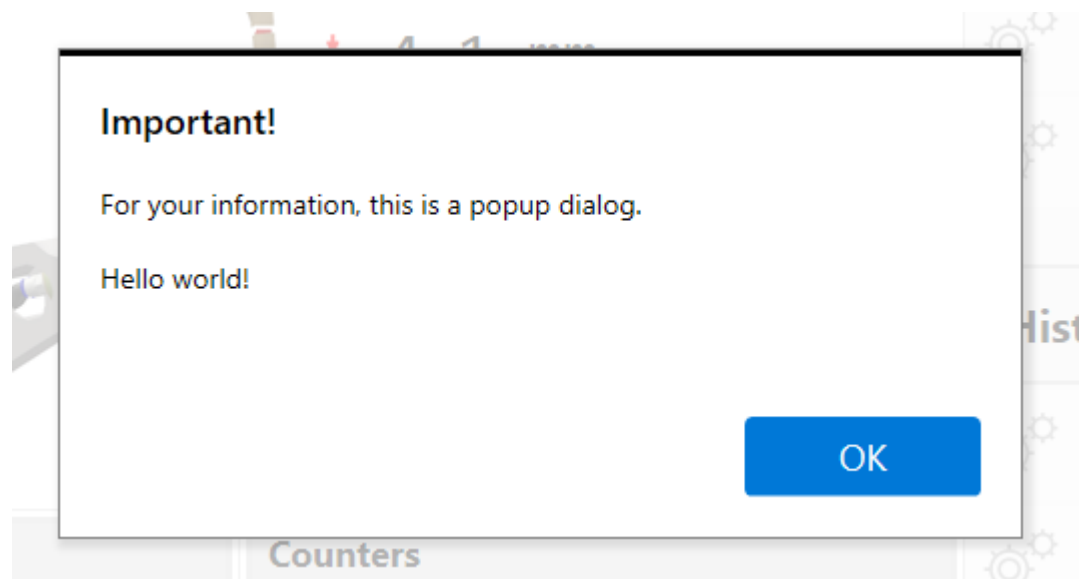 Important!
For your information, this is a popup dialog.
Hello world!
OK
Counters